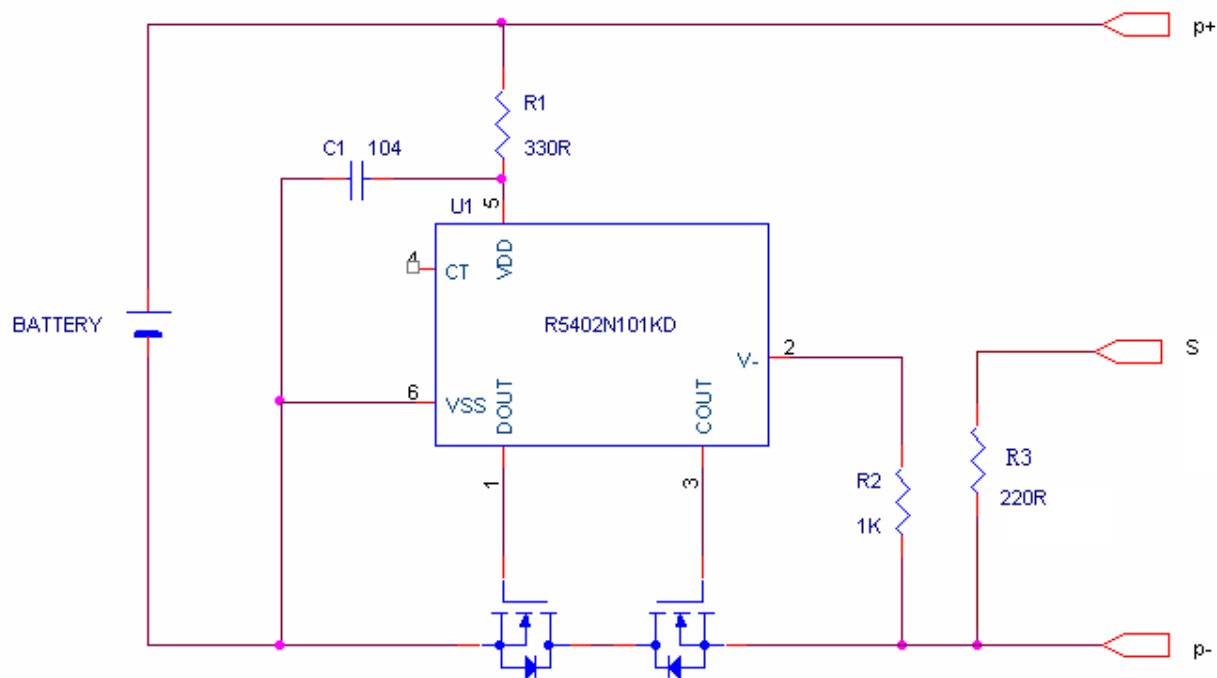 p+
R1
330R
C1 104
U1
5
4
CT
VDD
BATTERY
R5402N101KD
S
2
V-
6
VSS
DOUT
COUT
R3
220R
R2
1K
1
3
p-